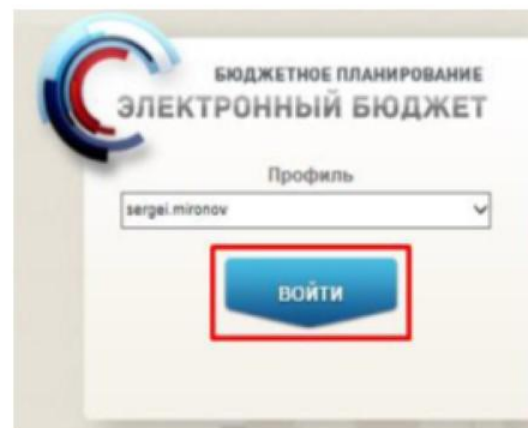 БЮДЖЕТНОЕ ПЛАНИРОВАНИЕ
ЭЛЕКТРОННЫЙ БЮДЖЕТ
Профиль
sergei.mironov
ВОЙТИ